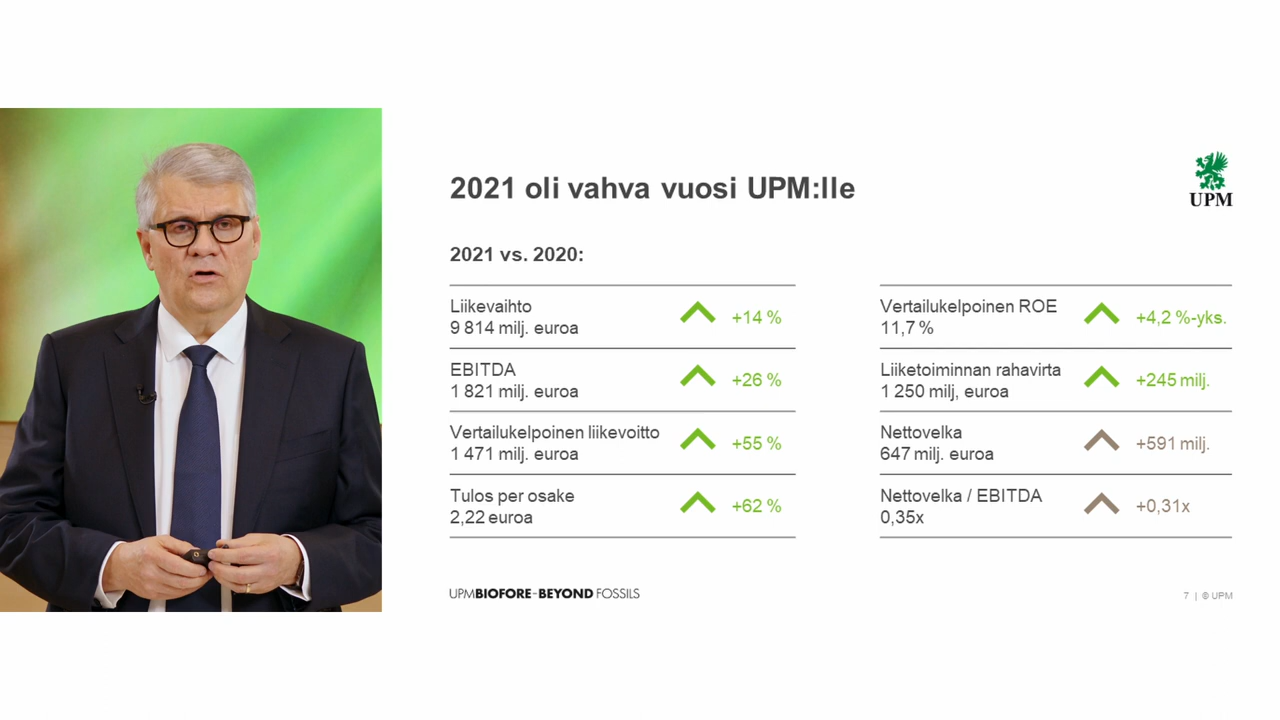 2021 oli vahva vuosi UPM:lle
UPM
2021 vs. 2020:
Liikevaihto
9 814 milj. euroa
+14 %
EBITDA
1 821 milj. euroa
+26 %
Vertailukelpoinen liikevoitto
1 471 milj. euroa
+55 %
Tulos per osake
2,22 euroa
+62 %
Vertailukelpoinen ROE
11,7 %
+4,2 %-yks.
Liiketoiminnan rahavirta
1 250 milj, euroa
+245 milj.
Nettovelka
647 milj. euroa
+591 milj.
Nettovelka / EBITDA
0,35x
+0,31x
UPM BIOFORE - BEYOND FOSSILS
7 | © UPM